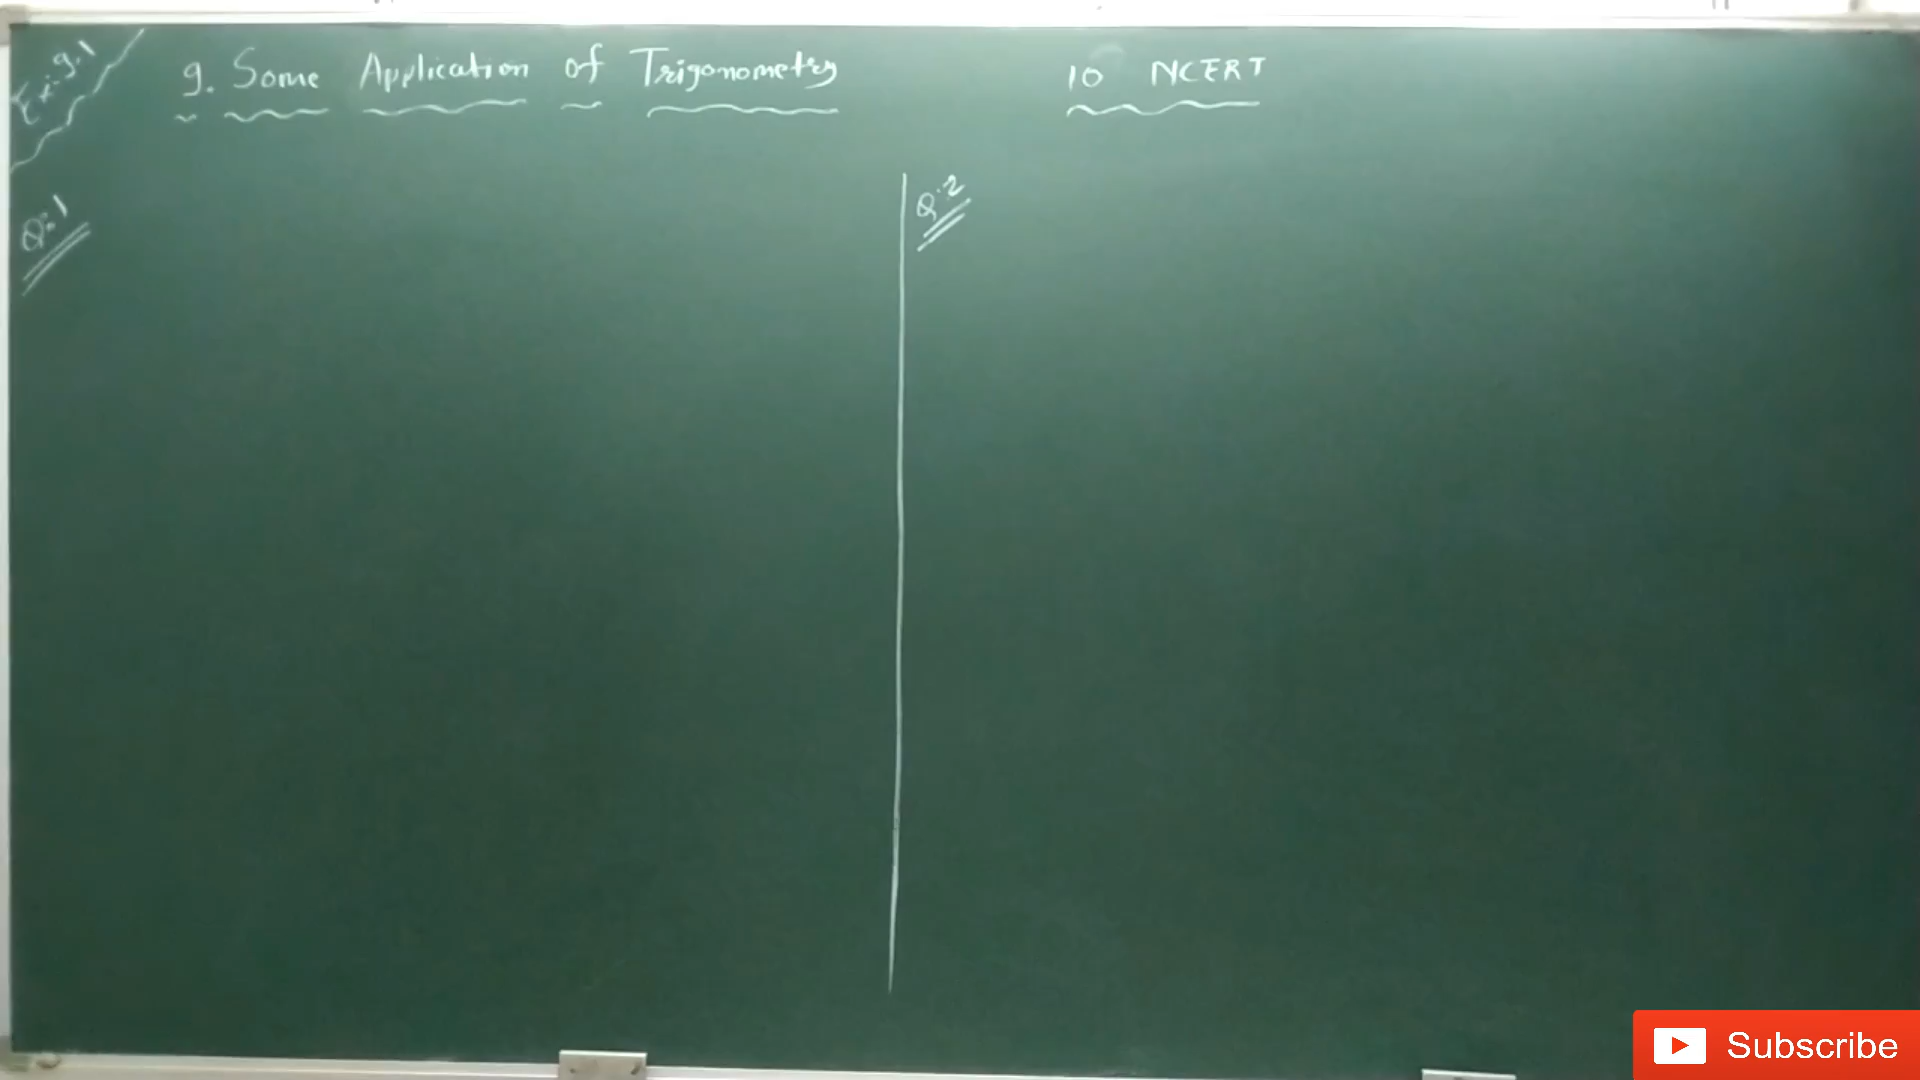 Ex:-9.1
9. Some Application of Trigonometry 10 NCERT
Q:1
Q:2
Subscribe